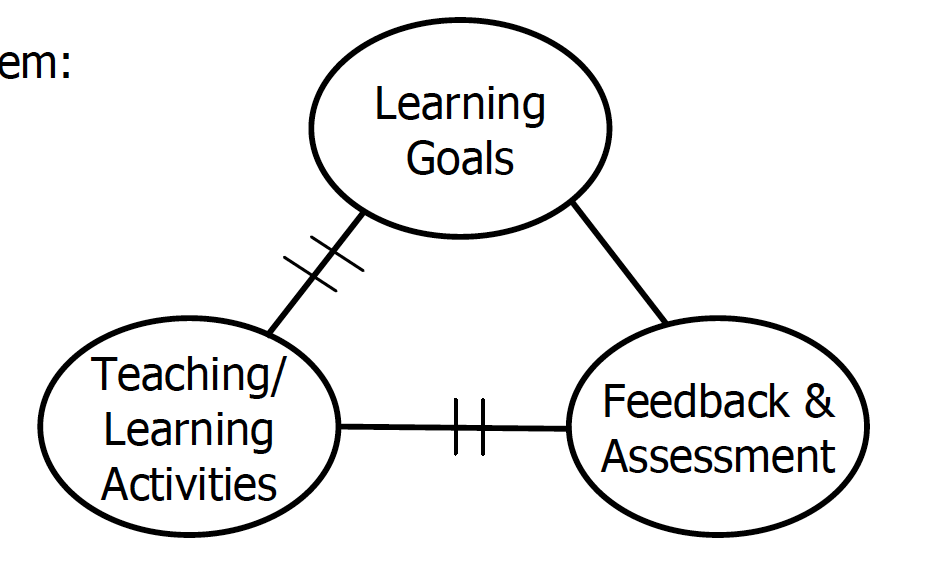 em:
Learning
Goals
Teaching/
Learning
Activities
Feedback &
Assessment